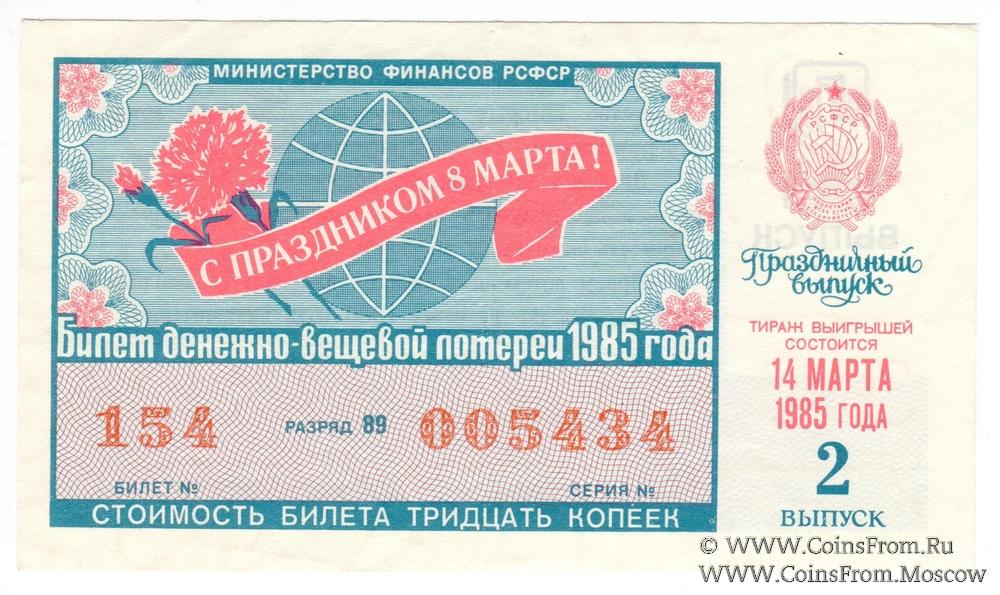 МИНИСТЕРСТВО ФИНАНСОВ РСФСР
С ПРАЗДНИКОМ 8 МАРТА!
Билет денежно-вещевой лотереи 1985 года
154 РАЗРЯД 89 005434
БИЛЕТ № СЕРИЯ №
СТОИМОСТЬ БИЛЕТА ТРИДЦАТЬ КОПЕЕК
РСФСР
Праздничный
выпуск
ТИРАЖ ВЫИГРЫШЕЙ
СОСТОИТСЯ
14 МАРТА
1985 ГОДА
2
ВЫПУСК
© WWW.CoinsFrom.Ru
WWW.CoinsFrom.Moscow